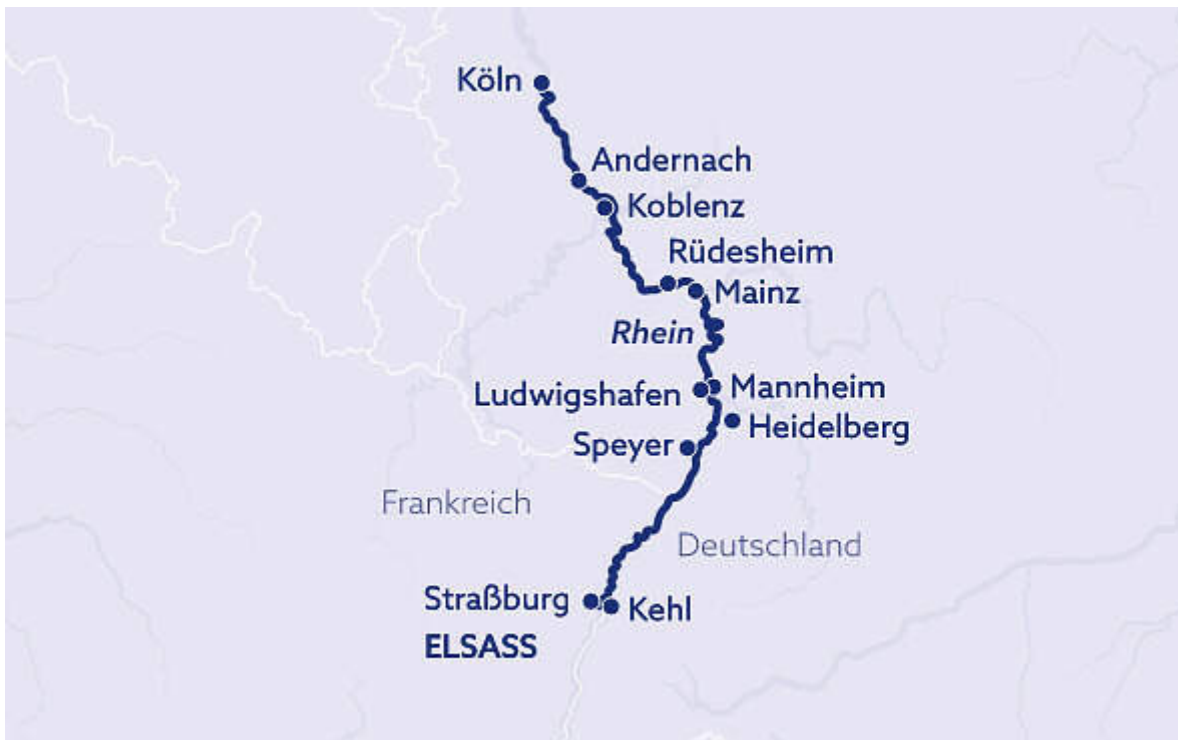 Köln
Andernach
Koblenz
Rüdesheim
Mainz
Rhein
Mannheim
Ludwigshafen
Heidelberg
Speyer
Frankreich
Deutschland
Straßburg
Kehl
ELSASS